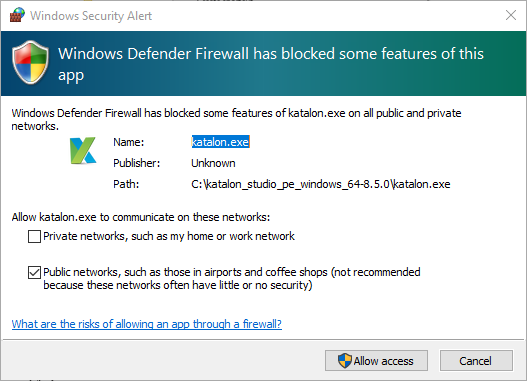 Windows Security Alert
Windows Defender Firewall has blocked some features of this
app
Windows Defender Firewall has blocked some features of katalon.exe on all public and private
networks.
Name: katalon.exe
Publisher: Unknown
Path: C:\katalon_studio_pe_windows_64-8.5.0\katalon.exe
Allow katalon.exe to communicate on these networks:
Private networks, such as my home or work network
Public networks, such as those in airports and coffee shops (not recommended
because these networks often have little or no security)
What are the risks of allowing an app through a firewall?
Allow access Cancel